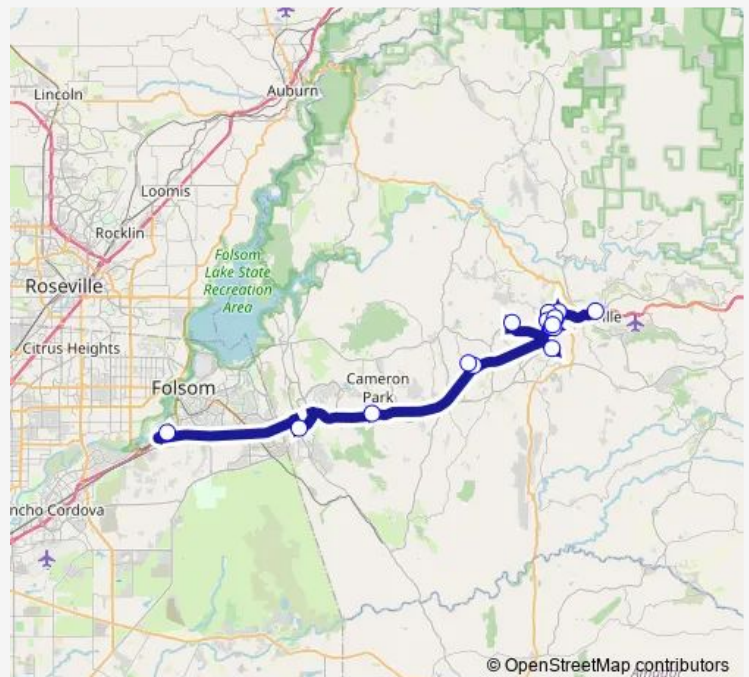 Lincoln
Auburn
Loomis
Rocklin
Roseville
Folsom
Lake State
Recreation
Area
Citrus Heights
Folsom
Cameron
Park
ille
ncho Cordova
© OpenStreetMap contributors